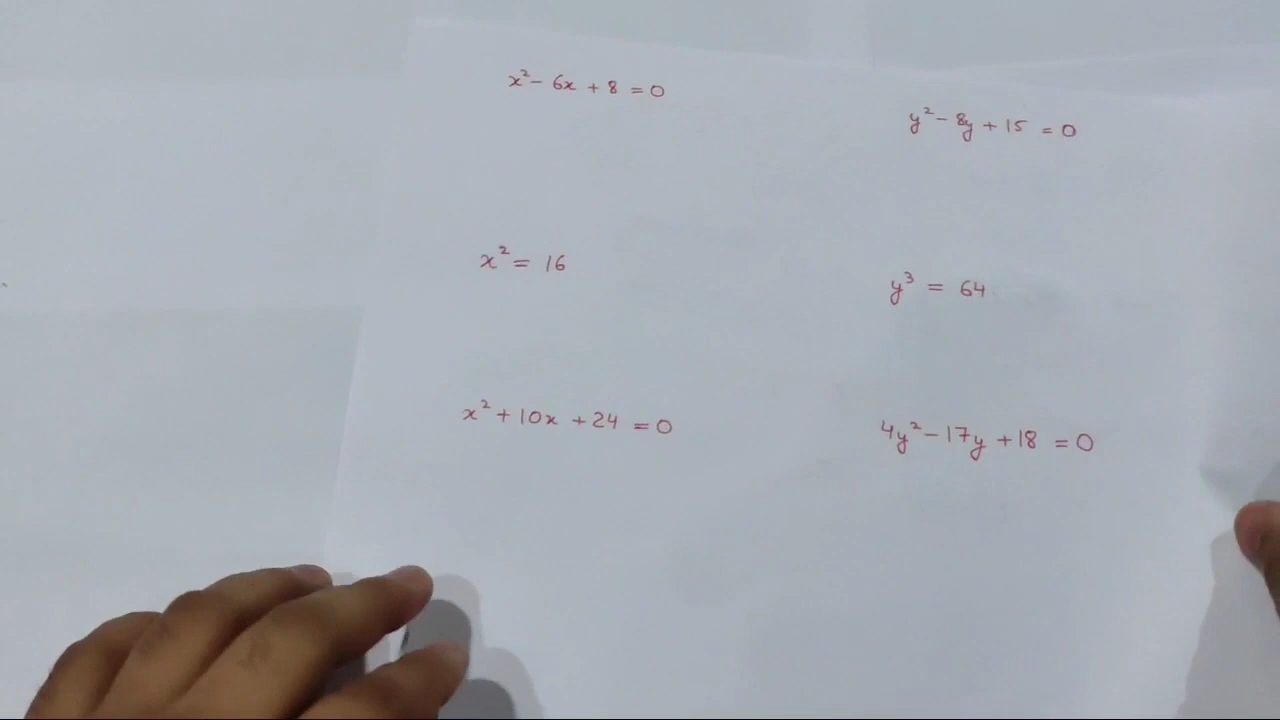 x² - 6x + 8 = 0
y² - 8y + 15 = 0
x² = 16
y³ = 64
x² + 10x + 24 = 0
4y² - 17y + 18 = 0